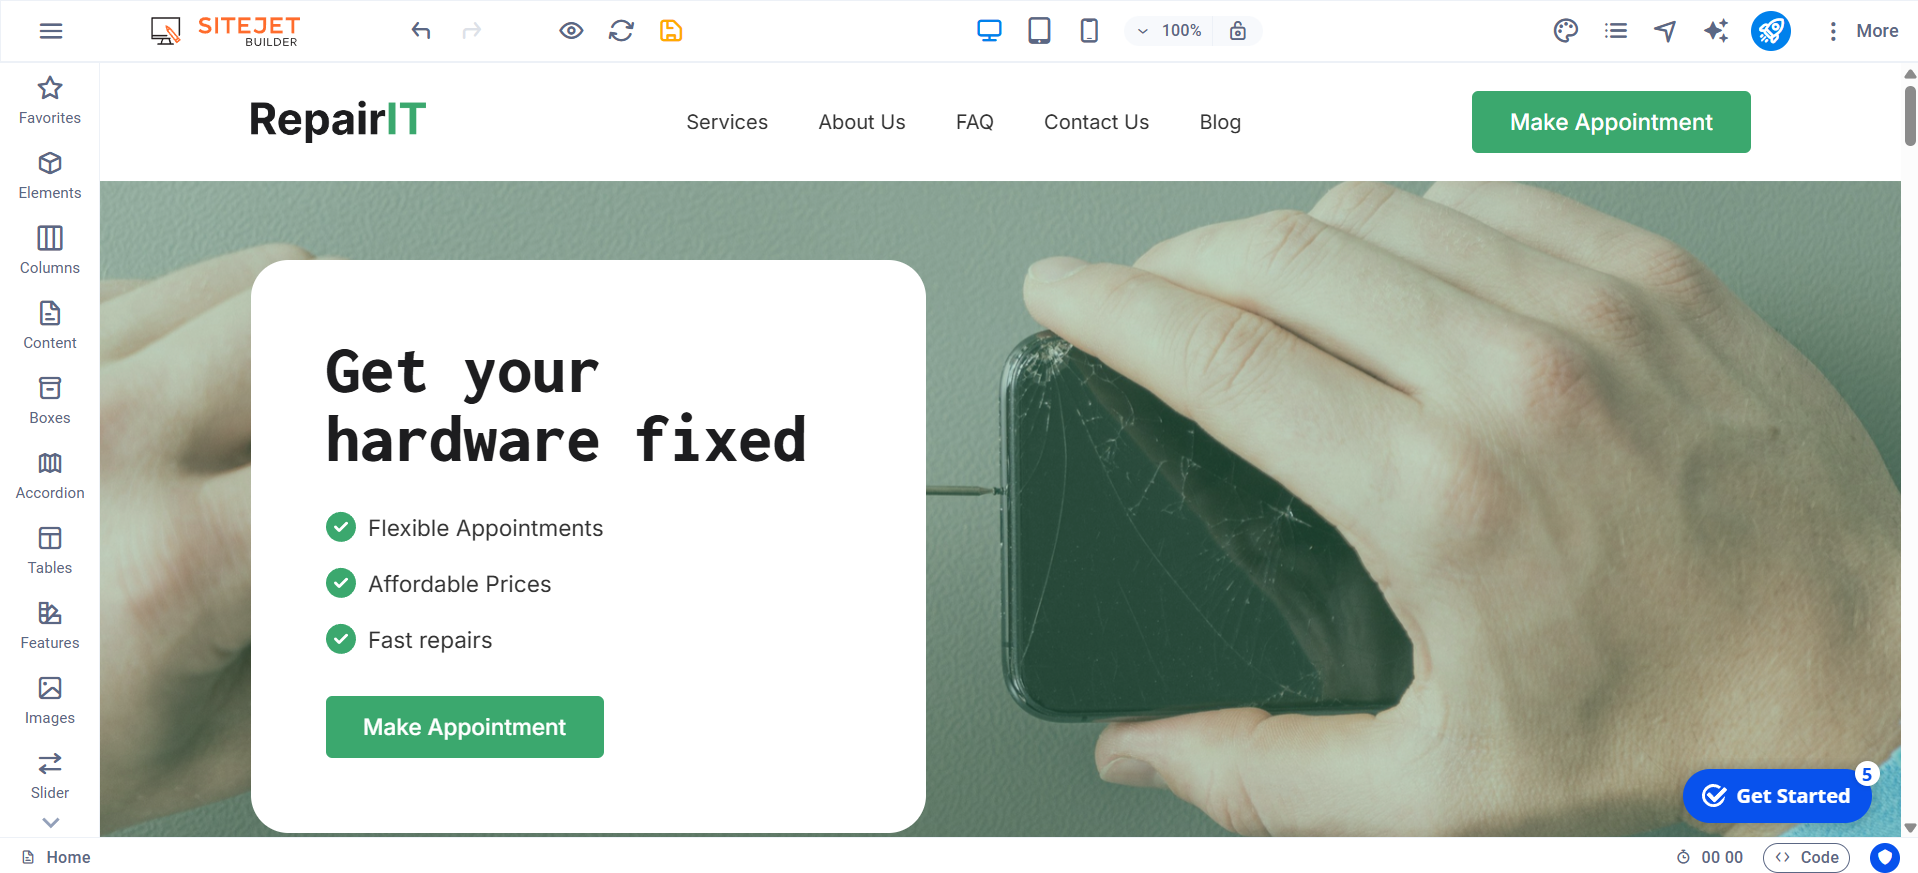 SITEJET
BUILDER
100%
More
Favorites
Elements
Columns
Content
Boxes
Accordion
Tables
Features
Images
Slider
RepairIT
Services
About Us
FAQ
Contact Us
Blog
Make Appointment
Get your
hardware fixed
Flexible Appointments
Affordable Prices
Fast repairs
Make Appointment
5
Get Started
Home
00 00
Code